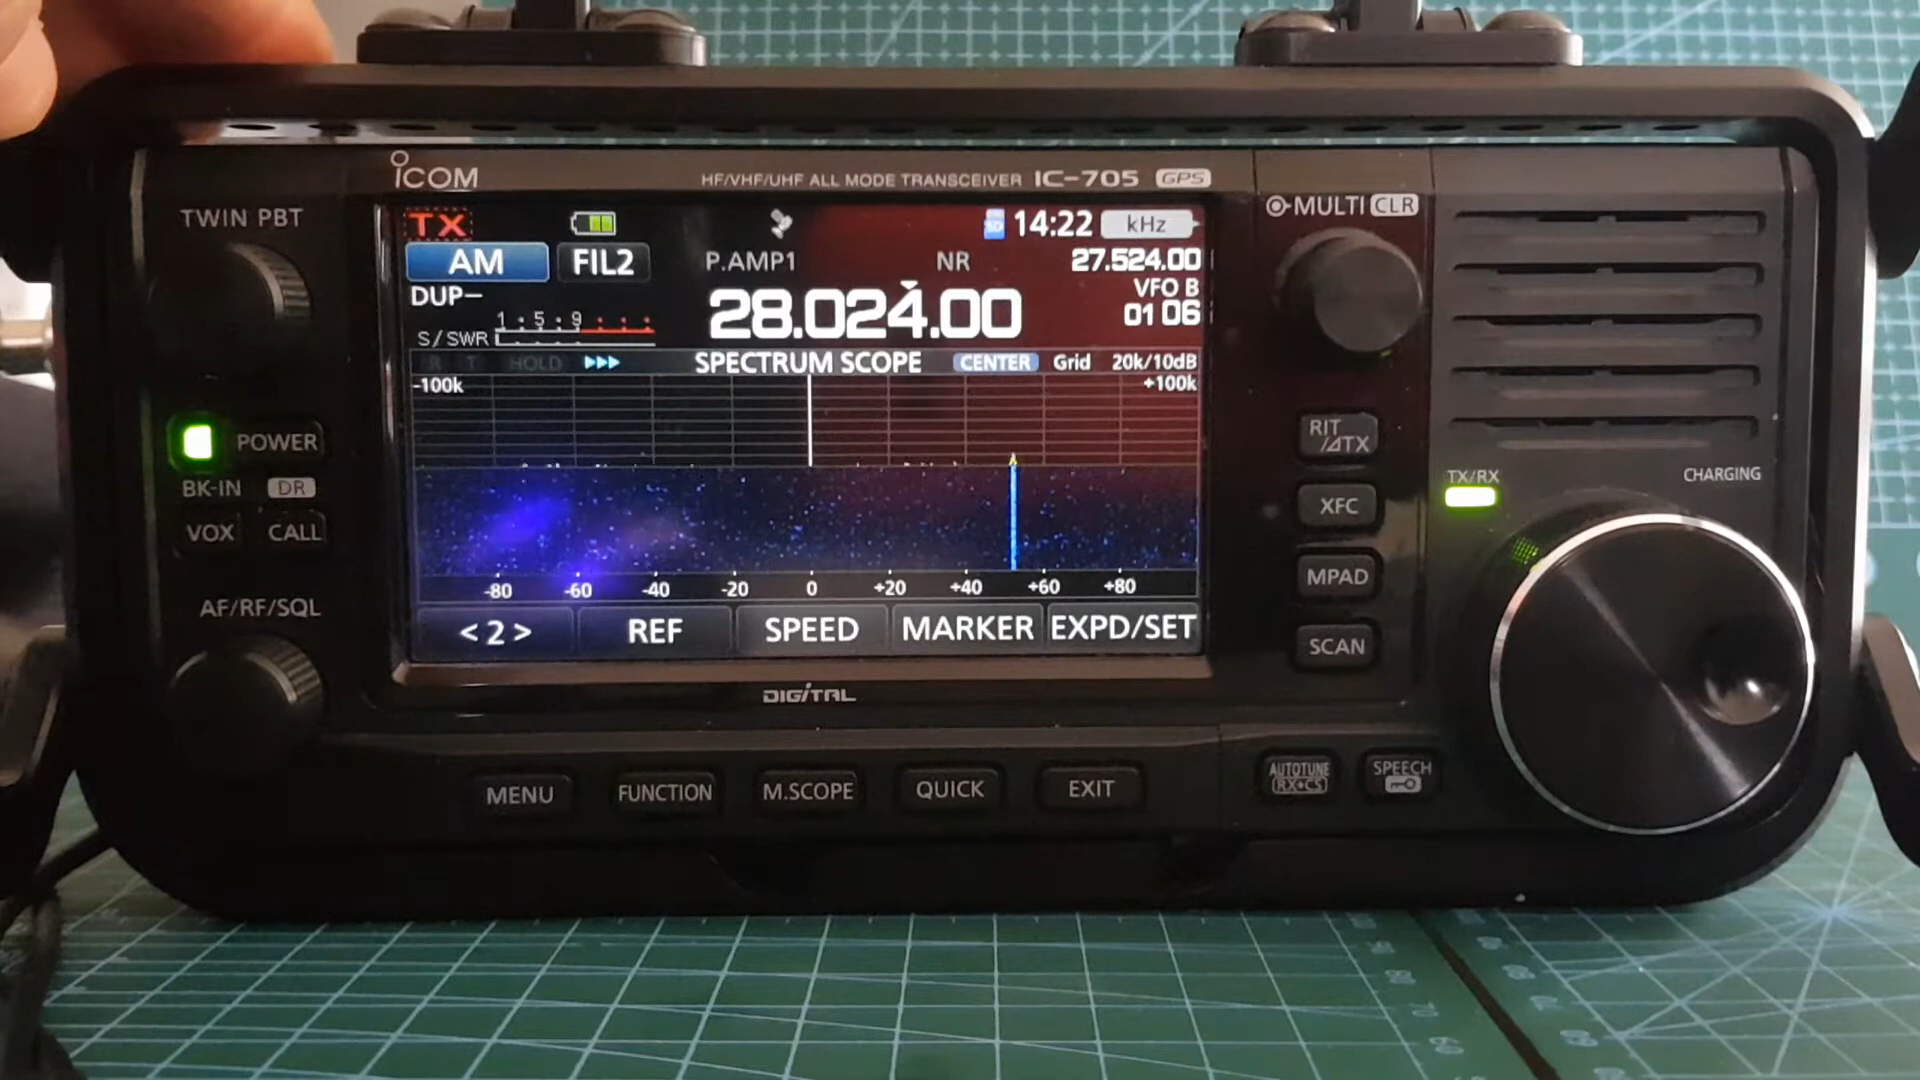 ICOM
HF/VHF/UHF ALL MODE TRANSCEIVER IC-705 GPS
TWIN PBT
MULTI CLR
TX
14:22 kHz
AM FIL2 P.AMP1 NR 27.524.00
DUP–
28.024.00
VFO B
01 06
1 : 5 : 9
S/SWR
R T HOLD SPECTRUM SCOPE CENTER Grid 20k/10dB
-100k +100k
-80 -60 -40 -20 0 +20 +40 +60 +80
< 2 > REF SPEED MARKER EXPD/SET
DIGITAL
POWER
BK-IN DR
VOX CALL
AF/RF/SQL
RIT
/⊿TX
XFC
MPAD
SCAN
TX/RX
CHARGING
MENU FUNCTION M.SCOPE QUICK EXIT
AUTOTUNE
RX→CS
SPEECH